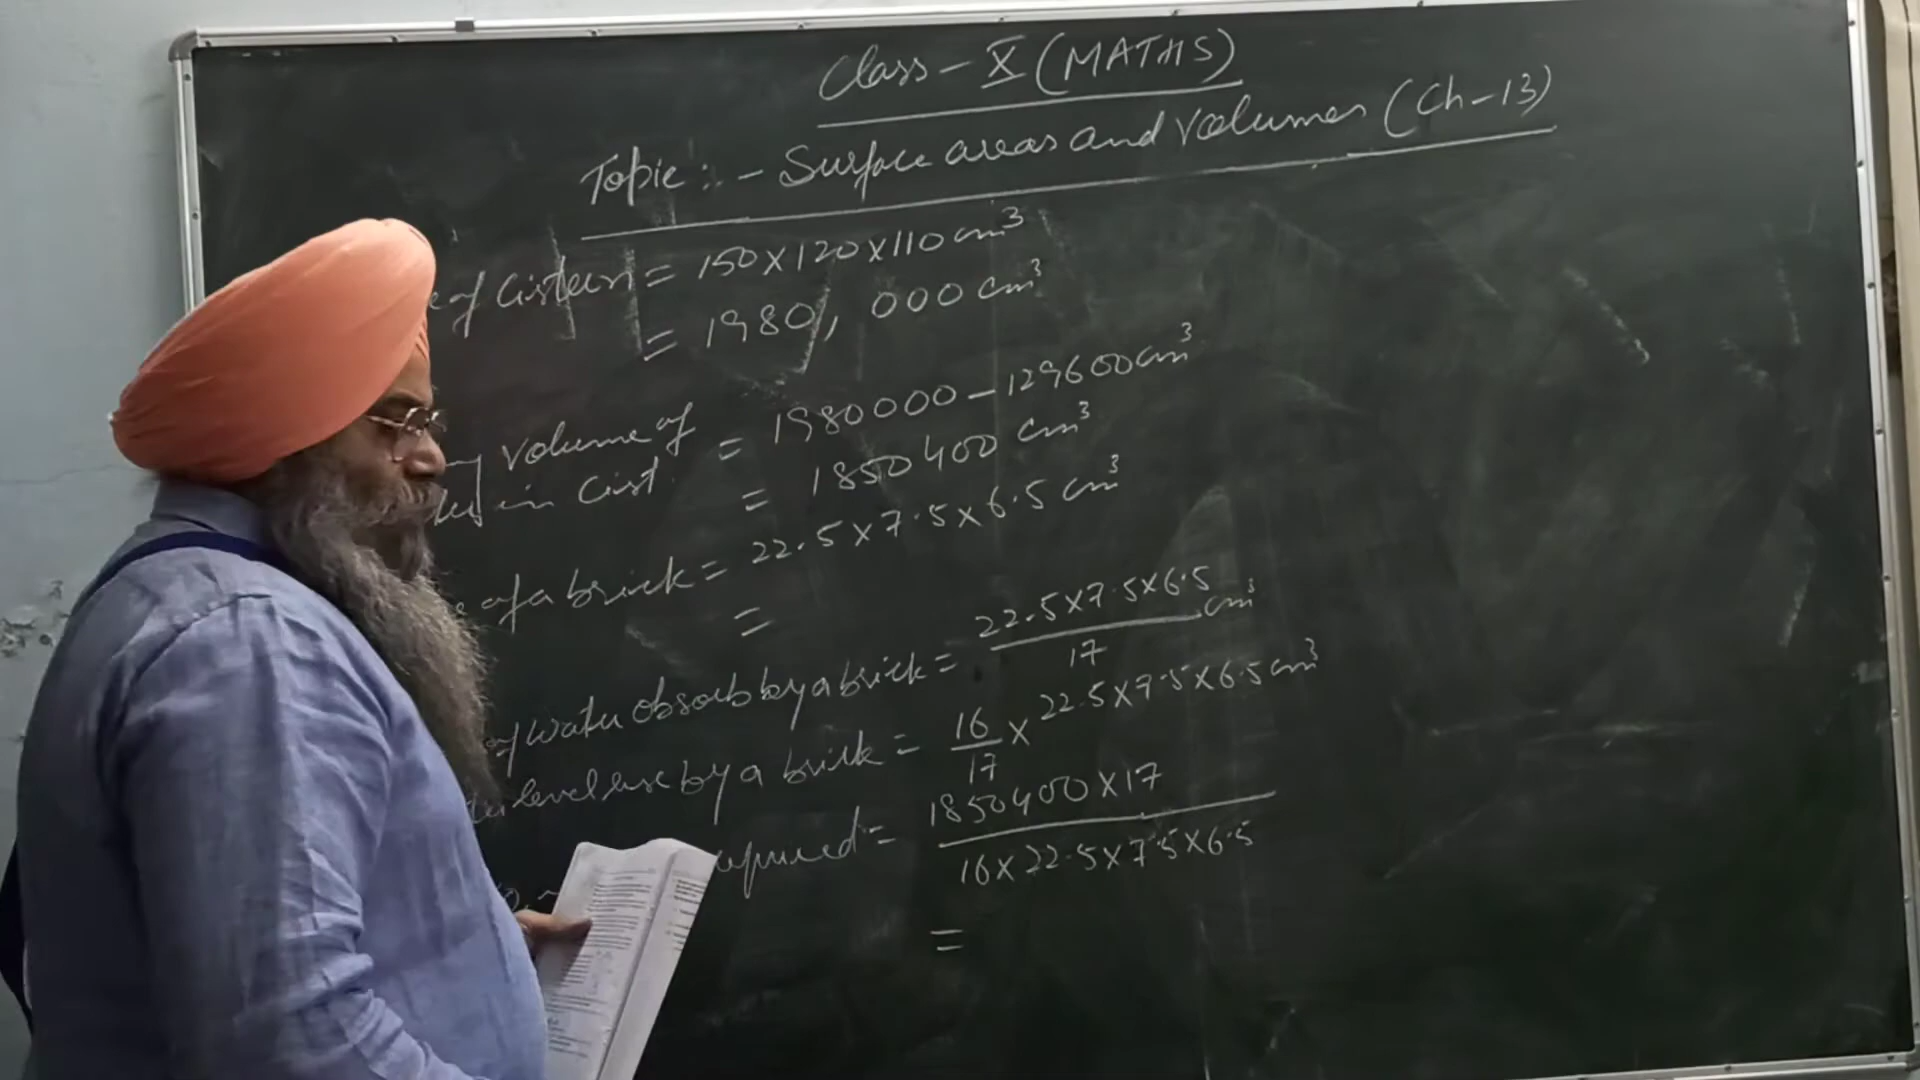 Class - X (MATHS)
Topic :- Surface areas and Volumes (Ch-13)
of Cistern = 150 x 120 x 110 cm³
= 1980, 000 cm³
Volume of = 1980000 - 129600 cm³
in Cist. = 1850400 cm³
of a brick = 22.5 x 7.5 x 6.5 cm³
=
of water obsorb by a brick = 22.5 x 7.5 x 6.5 / 17 cm³
level by a brick = 16/17 x 22.5 x 7.5 x 6.5 cm³
= 1850400 x 17 / 16 x 22.5 x 7.5 x 6.5
=